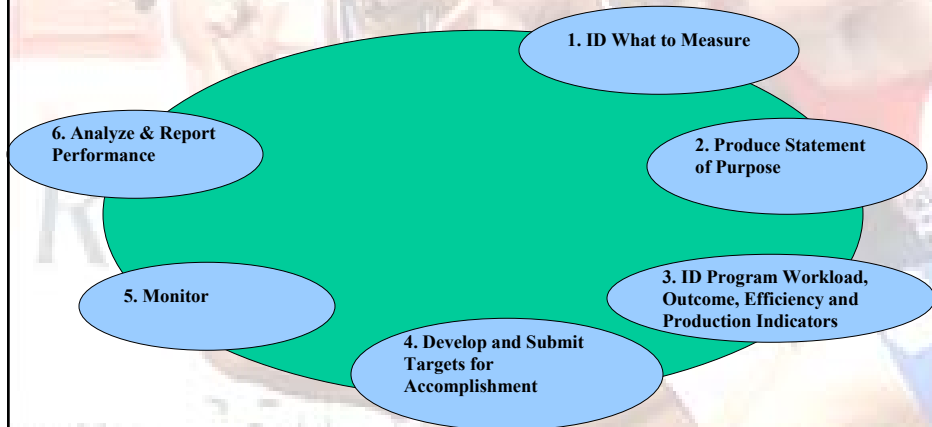 1. ID What to Measure
2. Produce Statement
of Purpose
3. ID Program Workload,
Outcome, Efficiency and
Production Indicators
4. Develop and Submit
Targets for
Accomplishment
5. Monitor
6. Analyze & Report
Performance